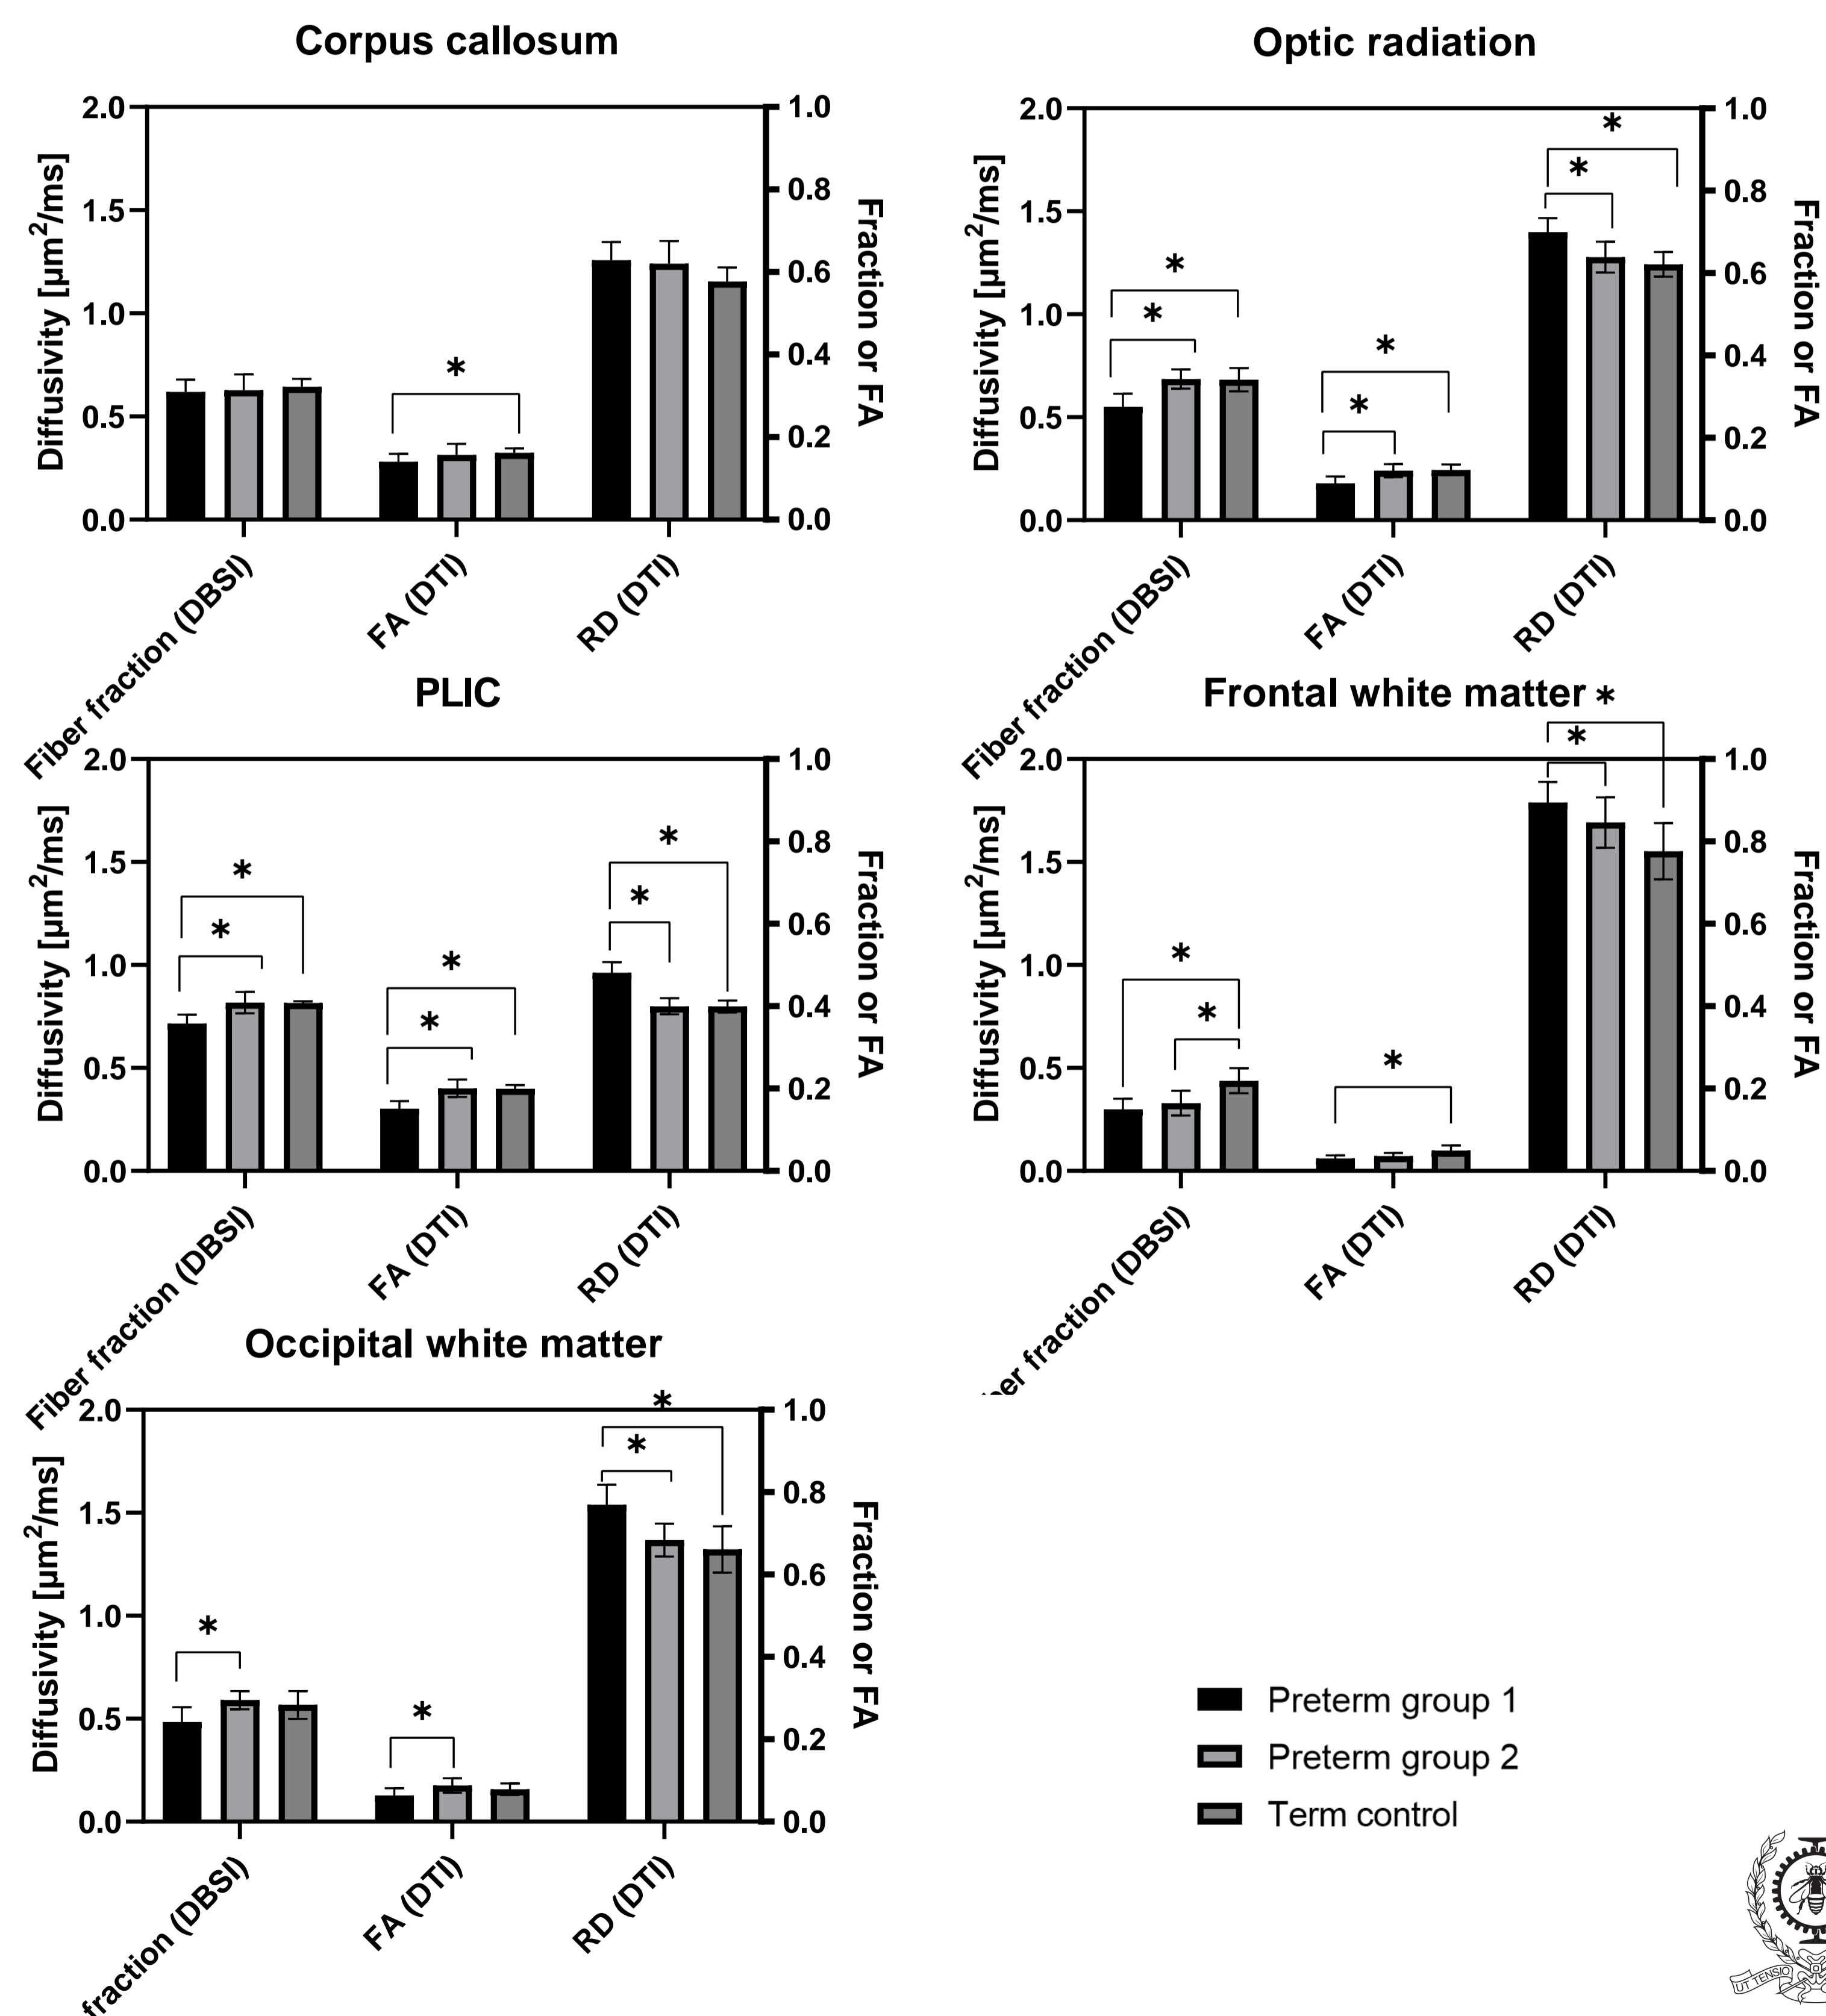 Corpus callosum
2.0
1.5
1.0
0.5
0.0
Diffusivity [µm²/ms]
1.0
0.8
0.6
0.4
0.2
0.0
Fraction or FA
*
Fiber fraction (DBSI)
FA (DTI)
RD (DTI)
Optic radiation
2.0
1.5
1.0
0.5
0.0
Diffusivity [µm²/ms]
1.0
0.8
0.6
0.4
0.2
0.0
Fraction or FA
*
*
*
*
*
*
Fiber fraction (DBSI)
FA (DTI)
RD (DTI)
PLIC
2.0
1.5
1.0
0.5
0.0
Diffusivity [µm²/ms]
1.0
0.8
0.6
0.4
0.2
0.0
Fraction or FA
*
*
*
*
*
*
Fiber fraction (DBSI)
FA (DTI)
RD (DTI)
Frontal white matter *
2.0
1.5
1.0
0.5
0.0
Diffusivity [µm²/ms]
1.0
0.8
0.6
0.4
0.2
0.0
Fraction or FA
*
*
*
*
er fraction (DBSI)
FA (DTI)
RD (DTI)
Occipital white matter
2.0
1.5
1.0
0.5
0.0
Diffusivity [µm²/ms]
1.0
0.8
0.6
0.4
0.2
0.0
Fraction or FA
*
*
*
*
fraction (DBSI)
FA (DTI)
RD (DTI)
Preterm group 1
Preterm group 2
Term control
UT TENSIO